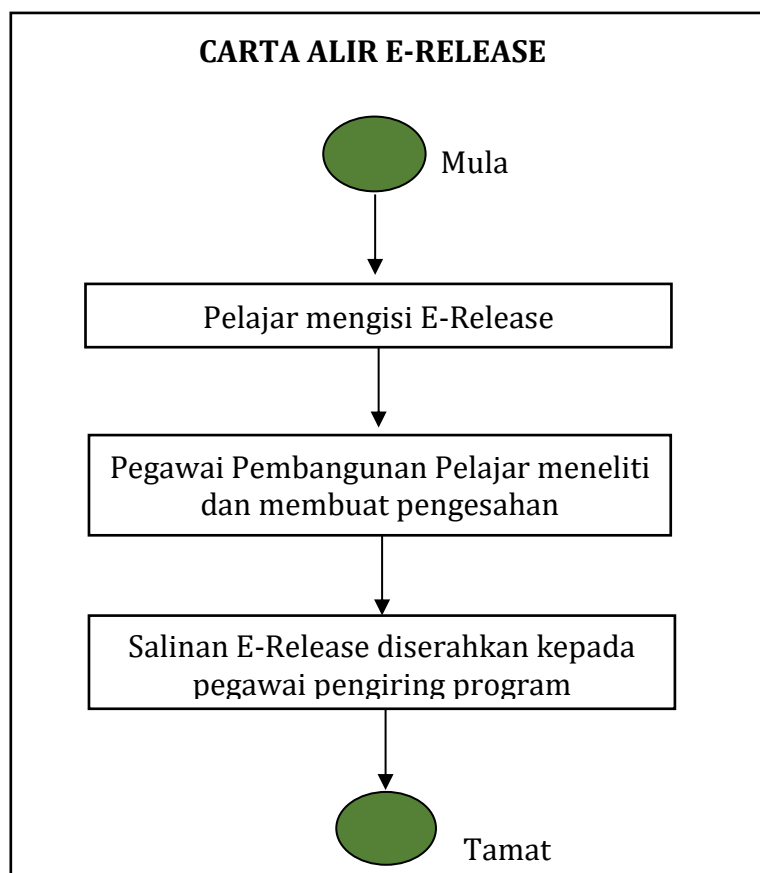 CARTA ALIR E-RELEASE
Mula
Pelajar mengisi E-Release
Pegawai Pembangunan Pelajar meneliti
dan membuat pengesahan
Salinan E-Release diserahkan kepada
pegawai pengiring program
Tamat